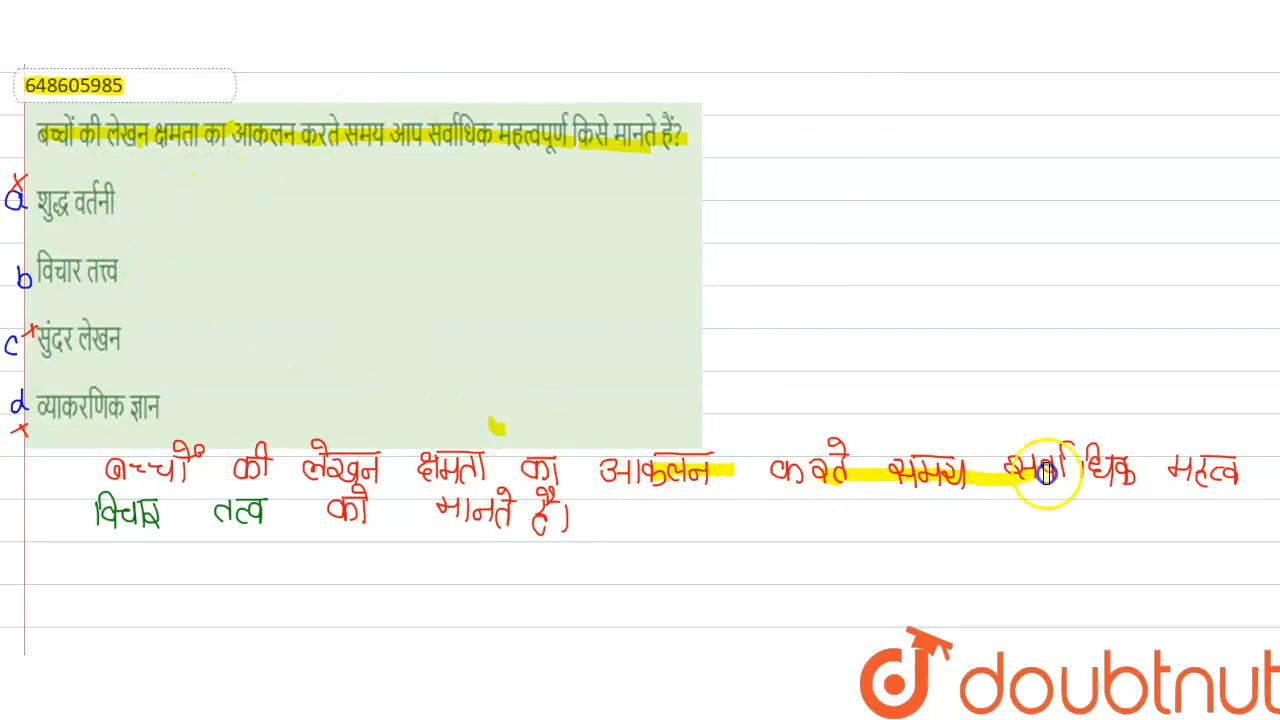 648605985
बच्चों की लेखन क्षमता का आकलन करते समय आप सर्वाधिक महत्वपूर्ण किसे मानते हैं?
a शुद्ध वर्तनी
b विचार तत्त्व
c सुंदर लेखन
d व्याकरणिक ज्ञान
बच्चों की लेखन क्षमता का आकलन करते समय सर्वाधिक महत्व
विचार तत्व को मानते हैं।
doubtnut